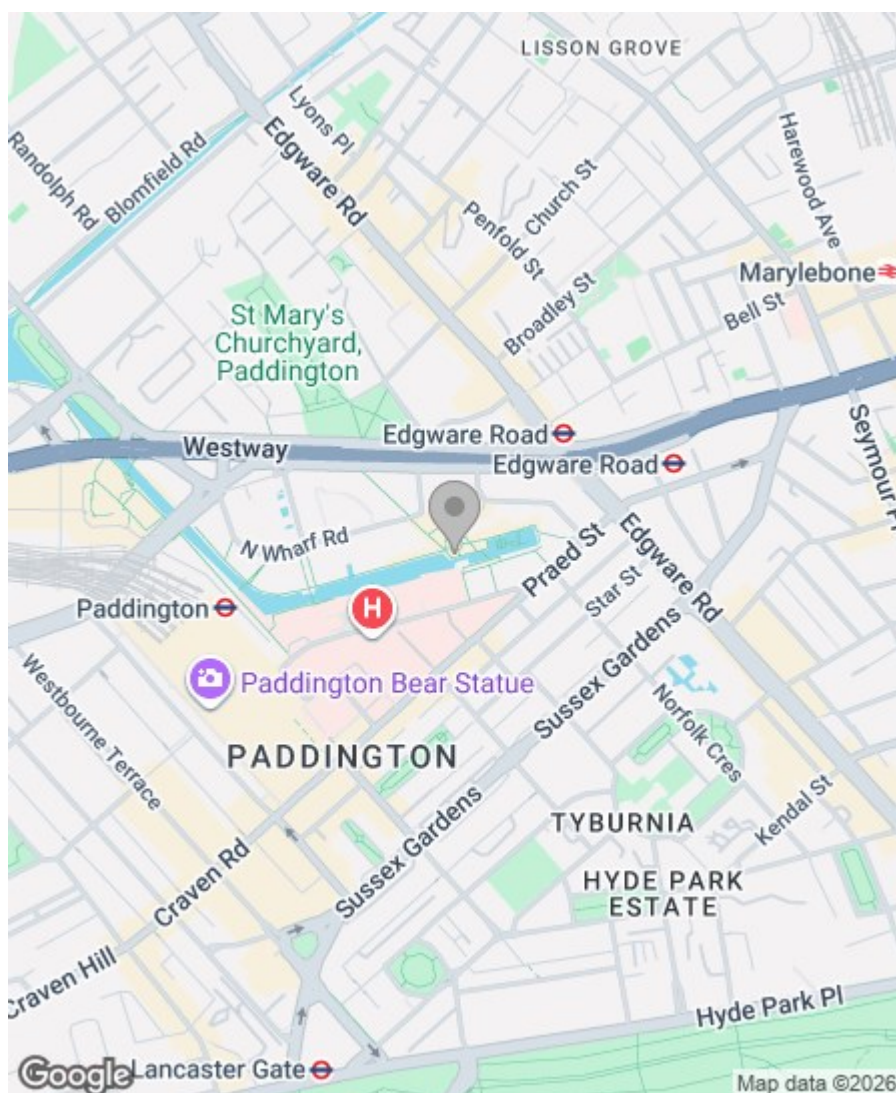 LISSON GROVE
Lyons Pl
Edgware Rd
Randolph Rd
Blomfield Rd
Harewood Ave
Church St
Penfold St
Marylebone
Broadley St
Bell St
St Mary's
Churchyard,
Paddington
Edgware Road
Westway
Edgware Road
Seymour P
N Wharf Rd
Praed St
Edgware Rd
Star St
Paddington
H
Paddington Bear Statue
Sussex Gardens
Norfolk Cres
Westbourne Terrace
PADDINGTON
TYBURNIA
Kendal St
Craven Rd
Sussex Gardens
HYDE PARK
ESTATE
Craven Hill
Hyde Park Pl
Google
Lancaster Gate
Map data ©2026